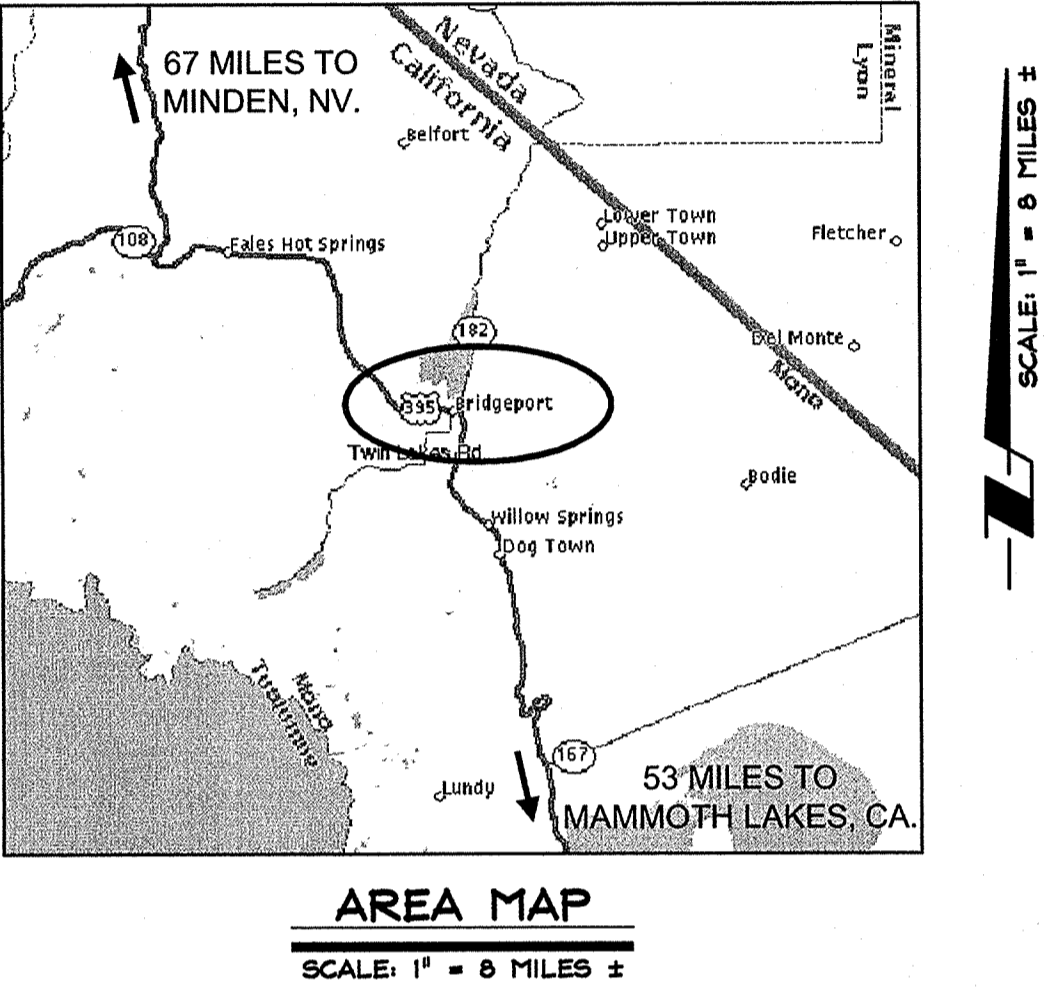 67 MILES TO
MINDEN, NV.
Nevada
California
Mineral
Lyon
Belfort
Lower Town
Upper Town
Fletcher
108
Fales Hot Springs
182
Del Monte
Mono
395
Bridgeport
Twin Lakes Rd
Bodie
Willow Springs
Dog Town
Mono
Tuolumne
167
Lundy
53 MILES TO
MAMMOTH LAKES, CA.
AREA MAP
SCALE: 1" = 8 MILES ±
SCALE: 1" = 8 MILES ±